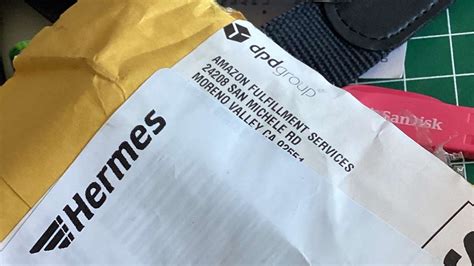 dpdgroup
AMAZON FULFILLMENT SERVICES
24208 SAN MICHELE RD
MORENO VALLEY CA
Hermes
SanDisk